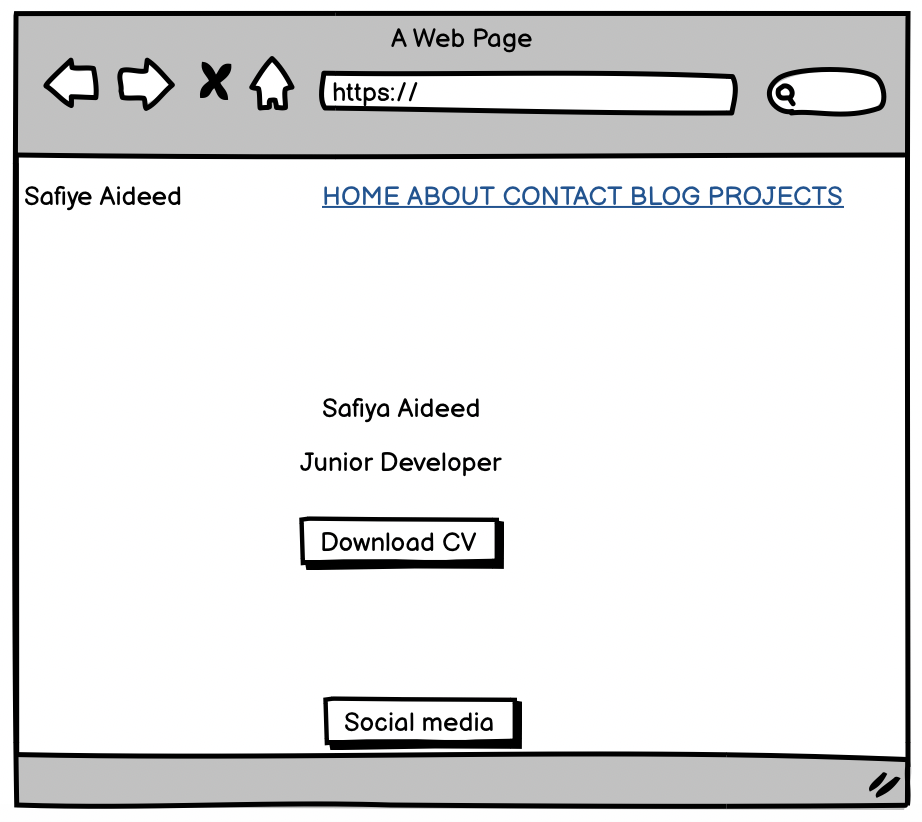 A Web Page
https://
Safiye Aideed HOME ABOUT CONTACT BLOG PROJECTS
Safiya Aideed
Junior Developer
Download CV
Social media